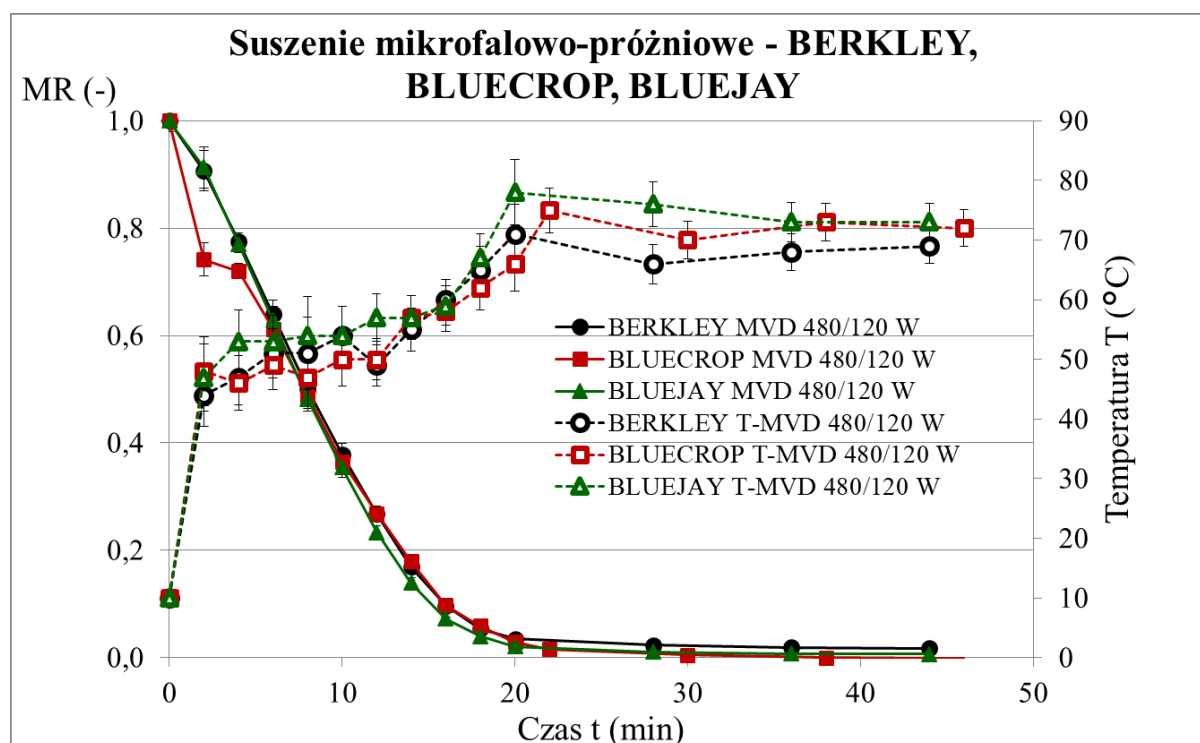 Suszenie mikrofalowo-próżniowe - BERKLEY,
BLUECROP, BLUEJAY
MR (-)
1,0
0,8
0,6
0,4
0,2
0,0
90
80
70
60
50
40
30
20
10
0
Temperatura T (°C)
BERKLEY MVD 480/120 W
BLUECROP MVD 480/120 W
BLUEJAY MVD 480/120 W
BERKLEY T-MVD 480/120 W
BLUECROP T-MVD 480/120 W
BLUEJAY T-MVD 480/120 W
0 10 20 30 40 50
Czas t (min)